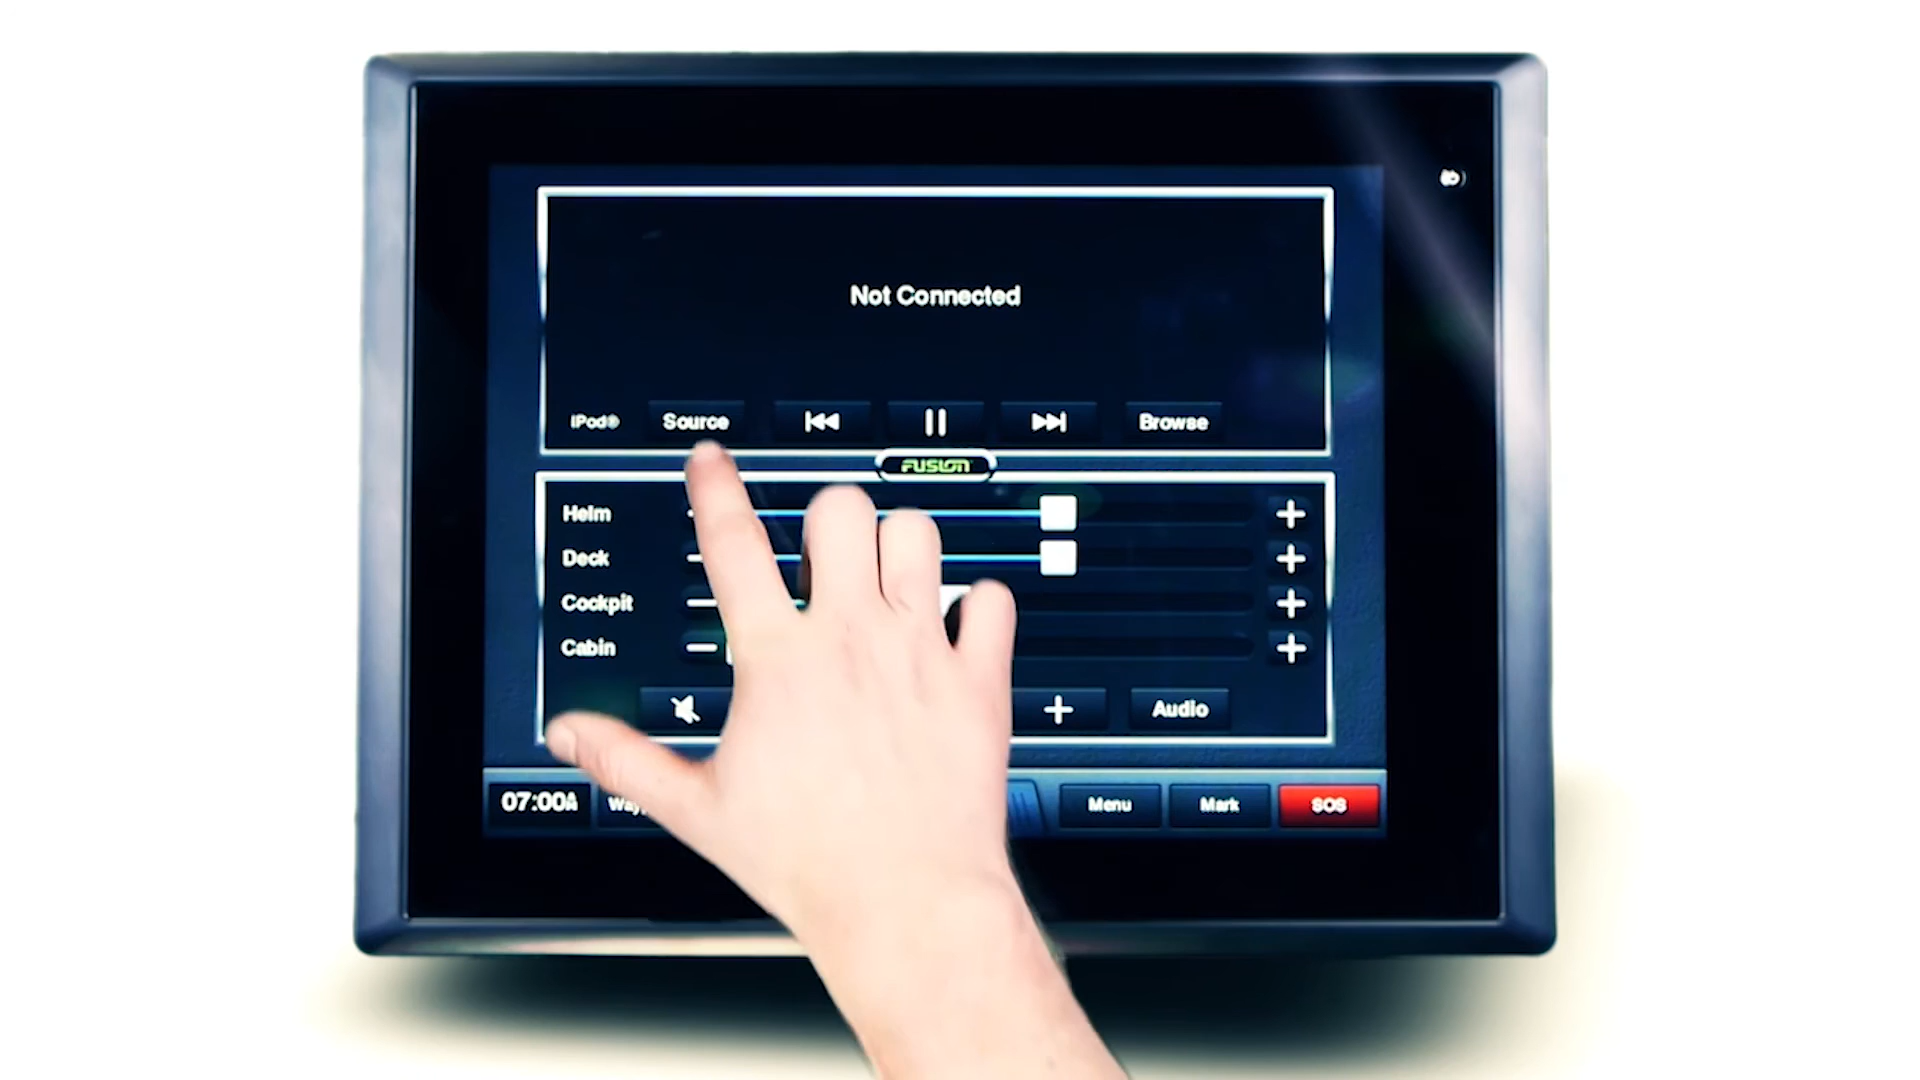 Not Connected
iPod® Source Browse
FUSION
Helm
Deck
Cockpit
Cabin
Audio
07:00A Menu Mark SOS